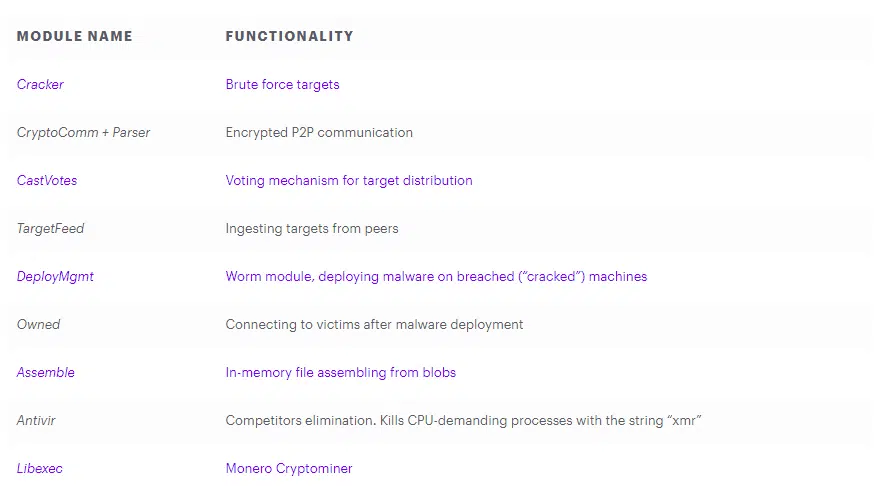 MODULE NAME FUNCTIONALITY
Cracker Brute force targets
CryptoComm + Parser Encrypted P2P communication
CastVotes Voting mechanism for target distribution
TargetFeed Ingesting targets from peers
DeployMgmt Worm module, deploying malware on breached (“cracked”) machines
Owned Connecting to victims after malware deployment
Assemble In-memory file assembling from blobs
Antivir Competitors elimination. Kills CPU-demanding processes with the string “xmr”
Libexec Monero Cryptominer